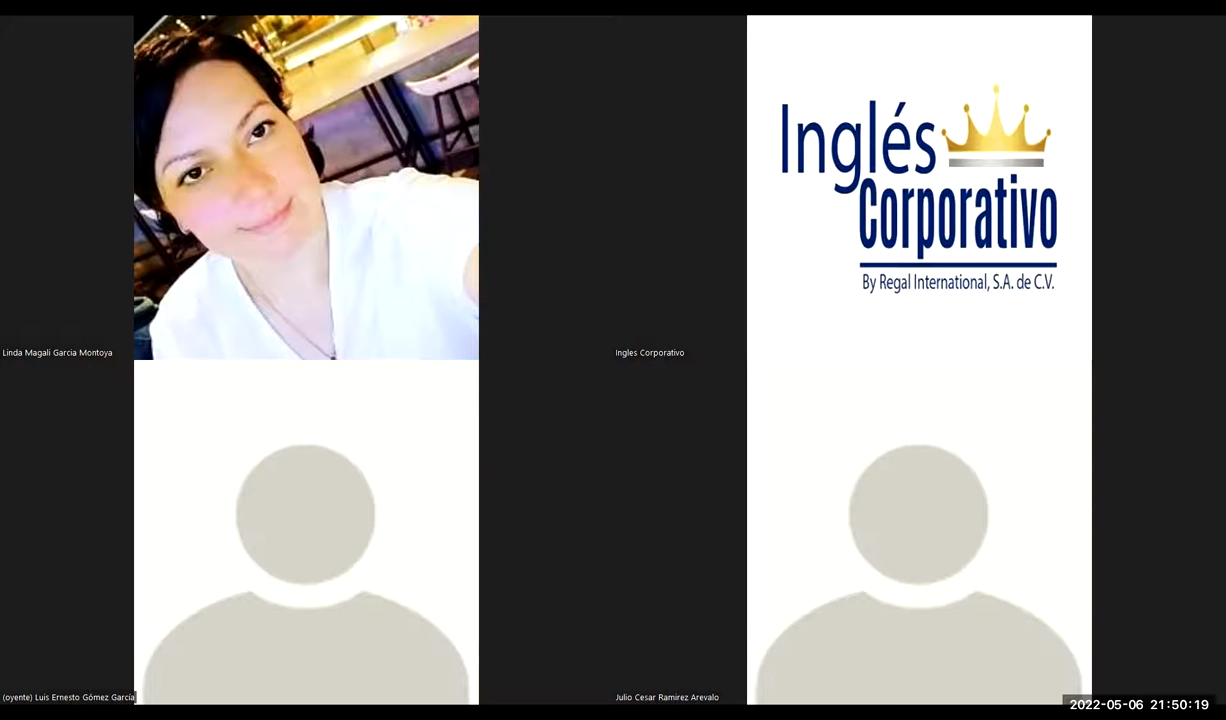 Inglés
Corporativo
By Regal International, S.A. de C.V.
Linda Magali Garcia Montoya
Ingles Corporativo
(oyente) Luis Ernesto Gómez García
Julio Cesar Ramirez Arevalo
2022-05-06 21:50:19